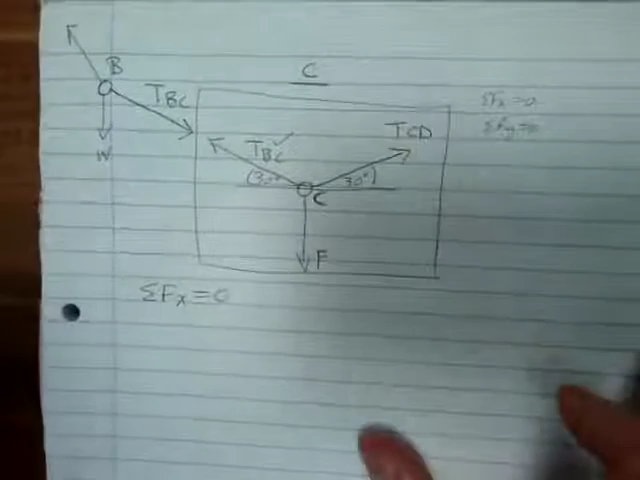 B
C
T_BC
ΣFx=0
ΣFy=0
T_CD
T_BC ✓
W
30°
30°
C
F
ΣFx=0